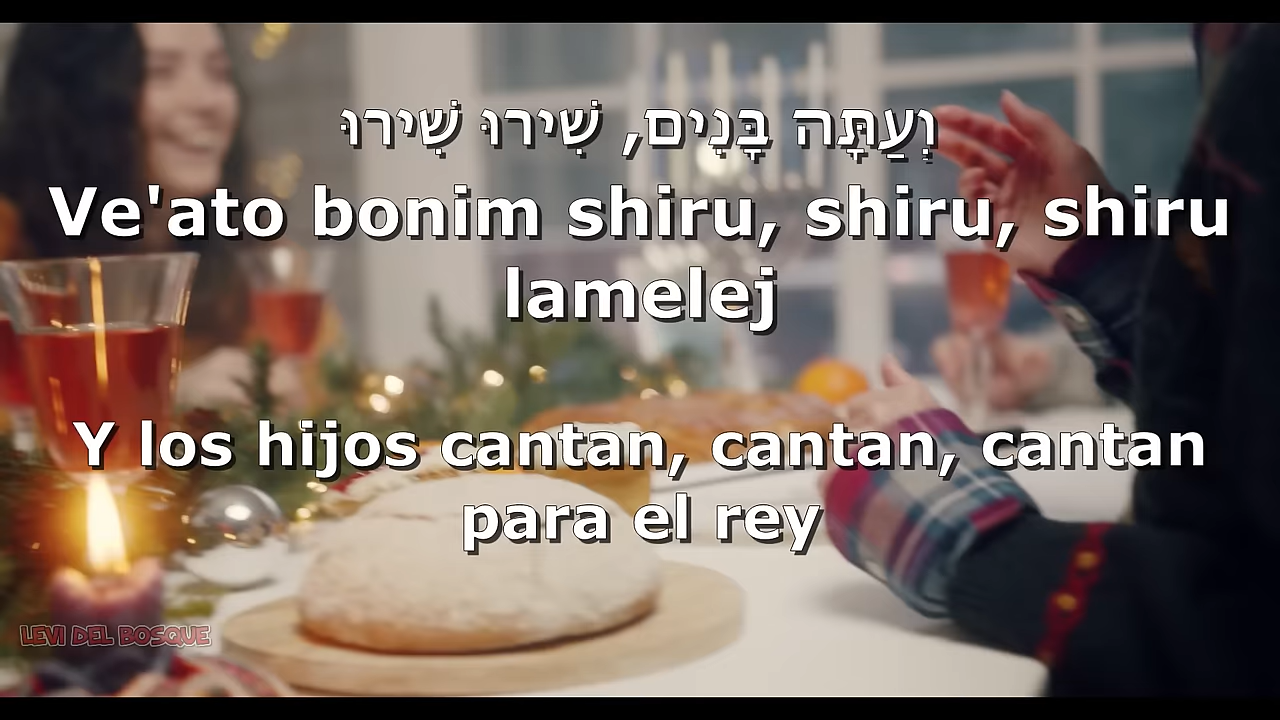 וְעַתָּה בָּנִים, שִׁירוּ שִׁירוּ
Ve'ato bonim shiru, shiru, shiru
lamelej
Y los hijos cantan, cantan, cantan
para el rey
LEVI DEL BOSQUE